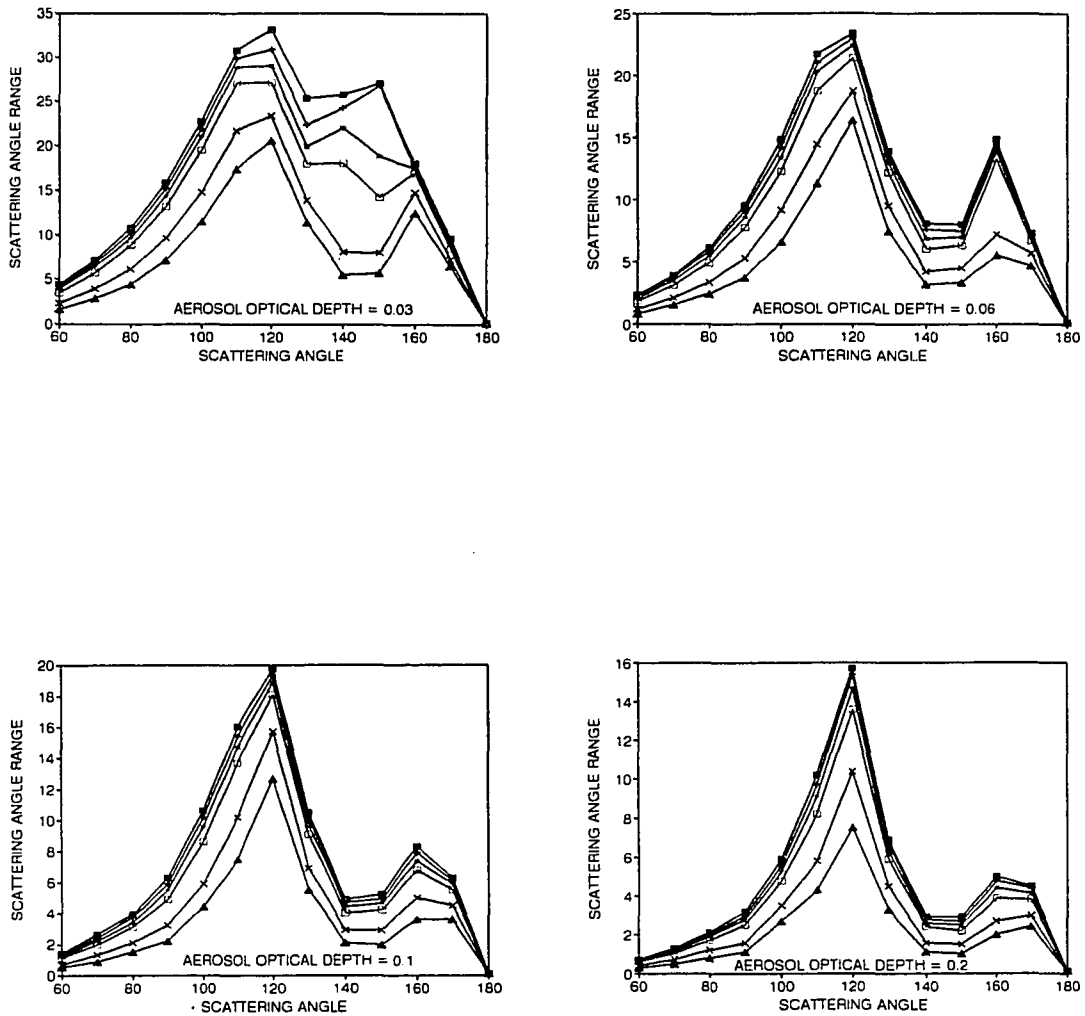 35
30
25
20
15
10
5
0
SCATTERING ANGLE RANGE
AEROSOL OPTICAL DEPTH = 0.03
60 80 100 120 140 160 180
SCATTERING ANGLE
25
20
15
10
5
0
SCATTERING ANGLE RANGE
AEROSOL OPTICAL DEPTH = 0.06
60 80 100 120 140 160 180
SCATTERING ANGLE
20
18
16
14
12
10
8
6
4
2
0
SCATTERING ANGLE RANGE
AEROSOL OPTICAL DEPTH = 0.1
60 80 100 120 140 160 180
SCATTERING ANGLE
16
14
12
10
8
6
4
2
0
SCATTERING ANGLE RANGE
AEROSOL OPTICAL DEPTH = 0.2
60 80 100 120 140 160 180
SCATTERING ANGLE